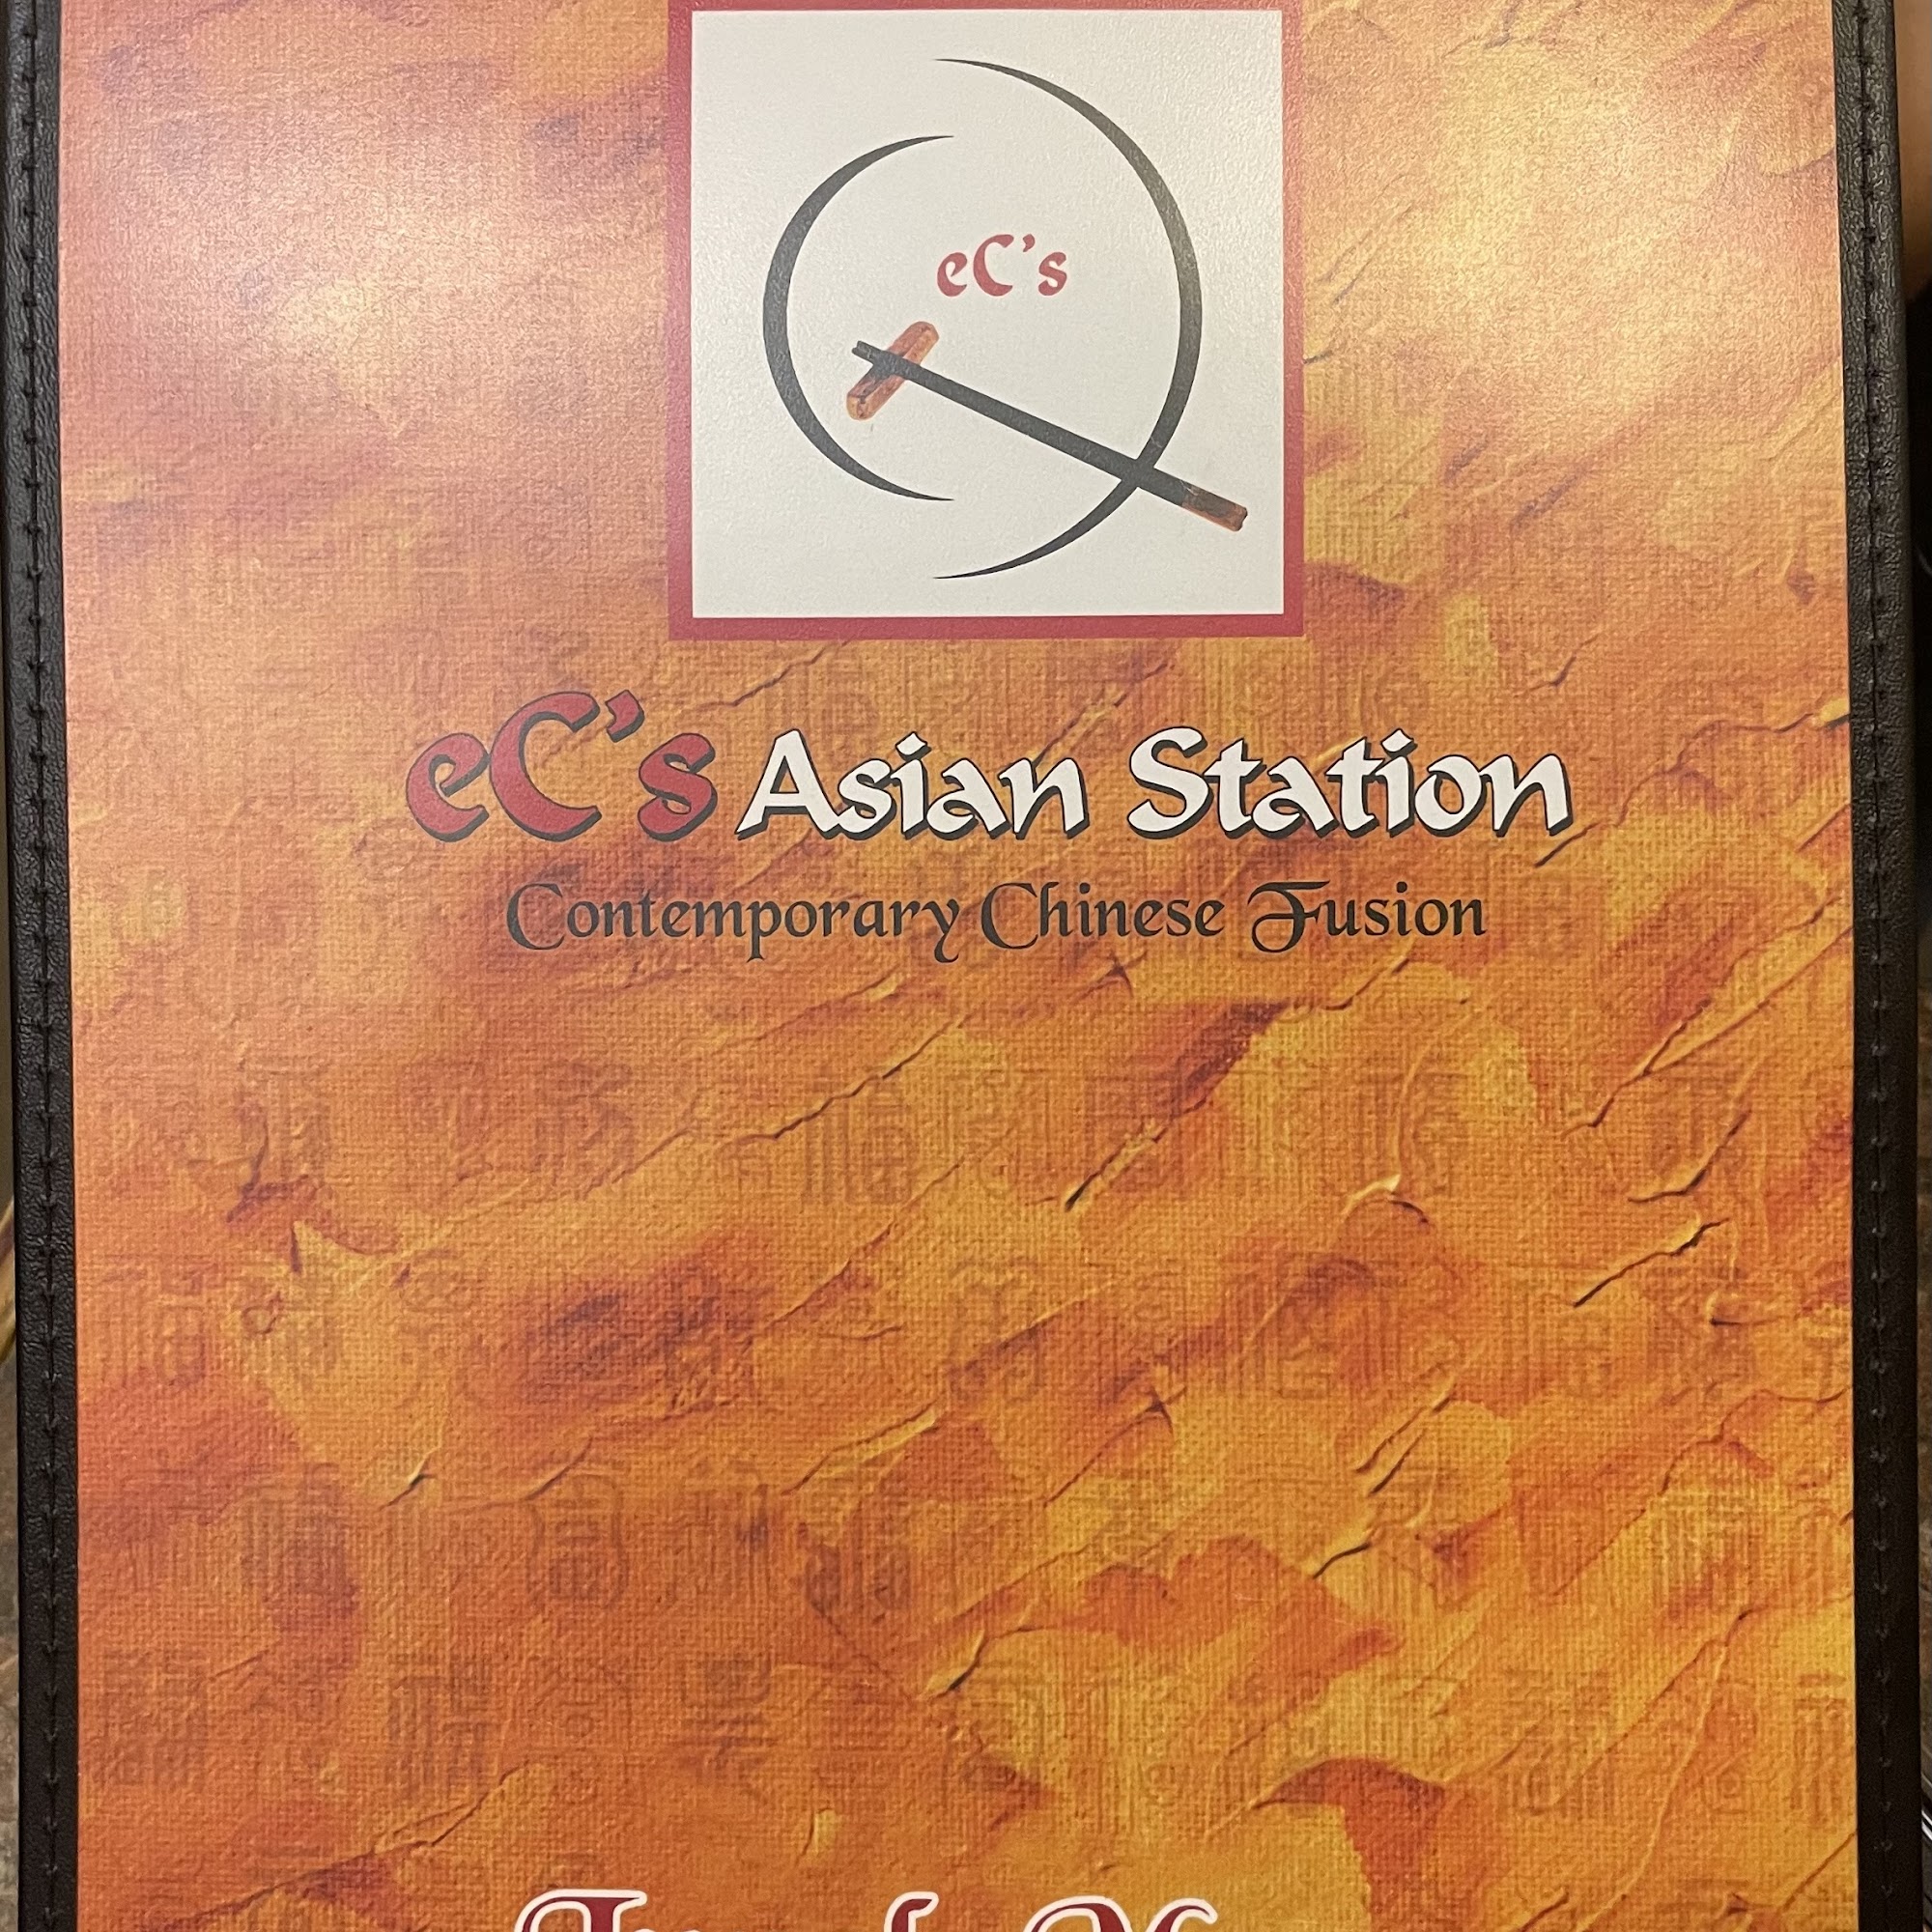 eC's
eC's Asian Station
Contemporary Chinese Fusion